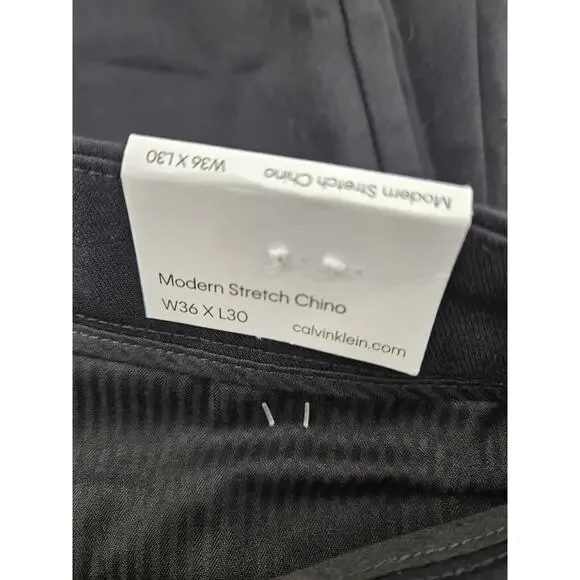 Modern Stretch Chino W36 X L30
Modern Stretch Chino
W36 X L30
calvinklein.com